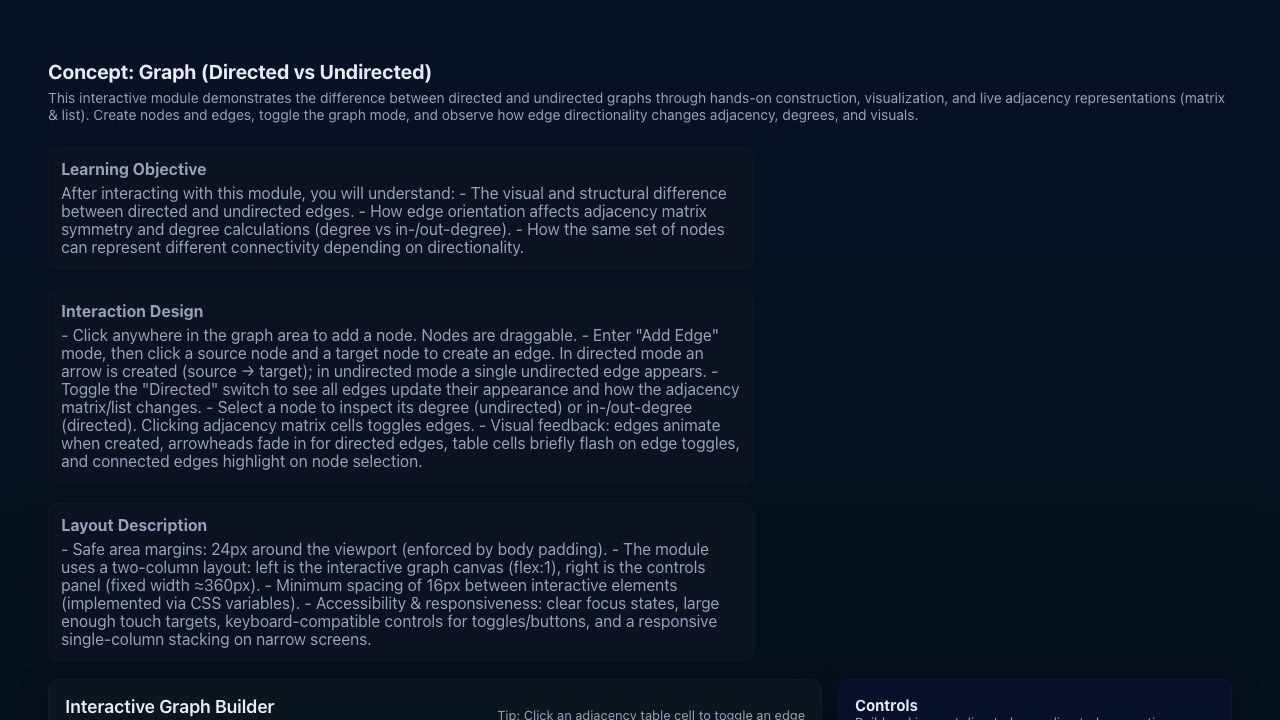 Concept: Graph (Directed vs Undirected)
This interactive module demonstrates the difference between directed and undirected graphs through hands-on construction, visualization, and live adjacency representations (matrix
& list). Create nodes and edges, toggle the graph mode, and observe how edge directionality changes adjacency, degrees, and visuals.
Learning Objective
After interacting with this module, you will understand: - The visual and structural difference
between directed and undirected edges. - How edge orientation affects adjacency matrix
symmetry and degree calculations (degree vs in-/out-degree). - How the same set of nodes
can represent different connectivity depending on directionality.
Interaction Design
- Click anywhere in the graph area to add a node. Nodes are draggable. - Enter "Add Edge"
mode, then click a source node and a target node to create an edge. In directed mode an
arrow is created (source → target); in undirected mode a single undirected edge appears. -
Toggle the "Directed" switch to see all edges update their appearance and how the adjacency
matrix/list changes. - Select a node to inspect its degree (undirected) or in-/out-degree
(directed). Clicking adjacency matrix cells toggles edges. - Visual feedback: edges animate
when created, arrowheads fade in for directed edges, table cells briefly flash on edge toggles,
and connected edges highlight on node selection.
Layout Description
- Safe area margins: 24px around the viewport (enforced by body padding). - The module
uses a two-column layout: left is the interactive graph canvas (flex:1), right is the controls
panel (fixed width ≈360px). - Minimum spacing of 16px between interactive elements
(implemented via CSS variables). - Accessibility & responsiveness: clear focus states, large
enough touch targets, keyboard-compatible controls for toggles/buttons, and a responsive
single-column stacking on narrow screens.
Interactive Graph Builder
Tip: Click an adjacency table cell to toggle an edge
Controls